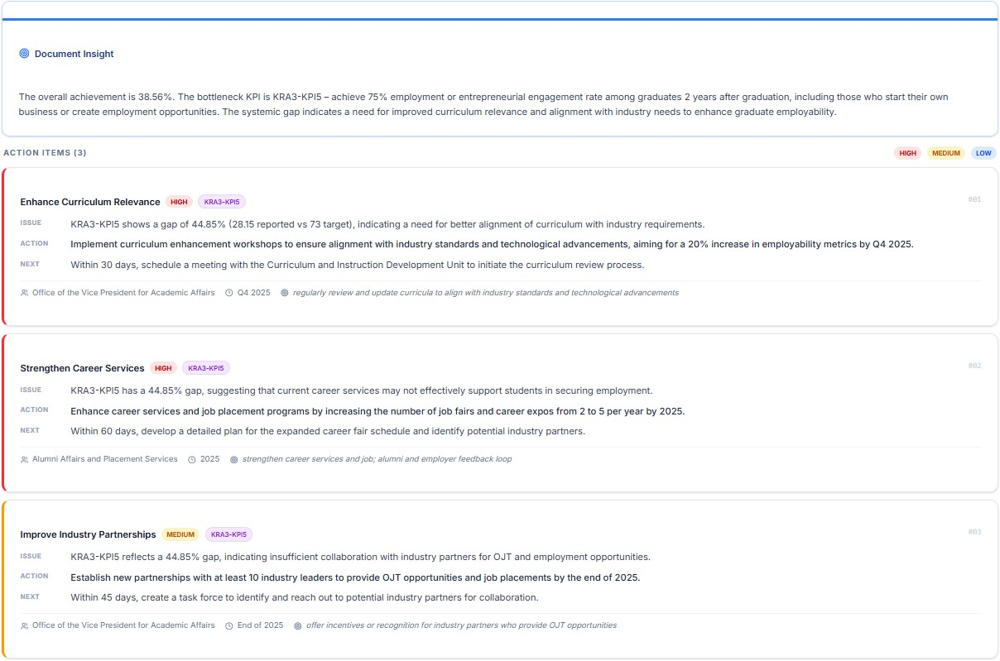 Document Insight
The overall achievement is 38.56%. The bottleneck KPI is KRA3-KPI5 – achieve 75% employment or entrepreneurial engagement rate among graduates 2 years after graduation, including those who start their own
business or create employment opportunities. The systemic gap indicates a need for improved curriculum relevance and alignment with industry needs to enhance graduate employability.
ACTION ITEMS (3) HIGH MEDIUM LOW
Enhance Curriculum Relevance HIGH KRA3-KPI5 #01
ISSUE KRA3-KPI5 shows a gap of 44.85% (28.15 reported vs 73 target), indicating a need for better alignment of curriculum with industry requirements.
ACTION Implement curriculum enhancement workshops to ensure alignment with industry standards and technological advancements, aiming for a 20% increase in employability metrics by Q4 2025.
NEXT Within 30 days, schedule a meeting with the Curriculum and Instruction Development Unit to initiate the curriculum review process.
Office of the Vice President for Academic Affairs Q4 2025 regularly review and update curricula to align with industry standards and technological advancements
Strengthen Career Services HIGH KRA3-KPI5 #02
ISSUE KRA3-KPI5 has a 44.85% gap, suggesting that current career services may not effectively support students in securing employment.
ACTION Enhance career services and job placement programs by increasing the number of job fairs and career expos from 2 to 5 per year by 2025.
NEXT Within 60 days, develop a detailed plan for the expanded career fair schedule and identify potential industry partners.
Alumni Affairs and Placement Services 2025 strengthen career services and job; alumni and employer feedback loop
Improve Industry Partnerships MEDIUM KRA3-KPI5 #03
ISSUE KRA3-KPI5 reflects a 44.85% gap, indicating insufficient collaboration with industry partners for OJT and employment opportunities.
ACTION Establish new partnerships with at least 10 industry leaders to provide OJT opportunities and job placements by the end of 2025.
NEXT Within 45 days, create a task force to identify and reach out to potential industry partners for collaboration.
Office of the Vice President for Academic Affairs End of 2025 offer incentives or recognition for industry partners who provide OJT opportunities